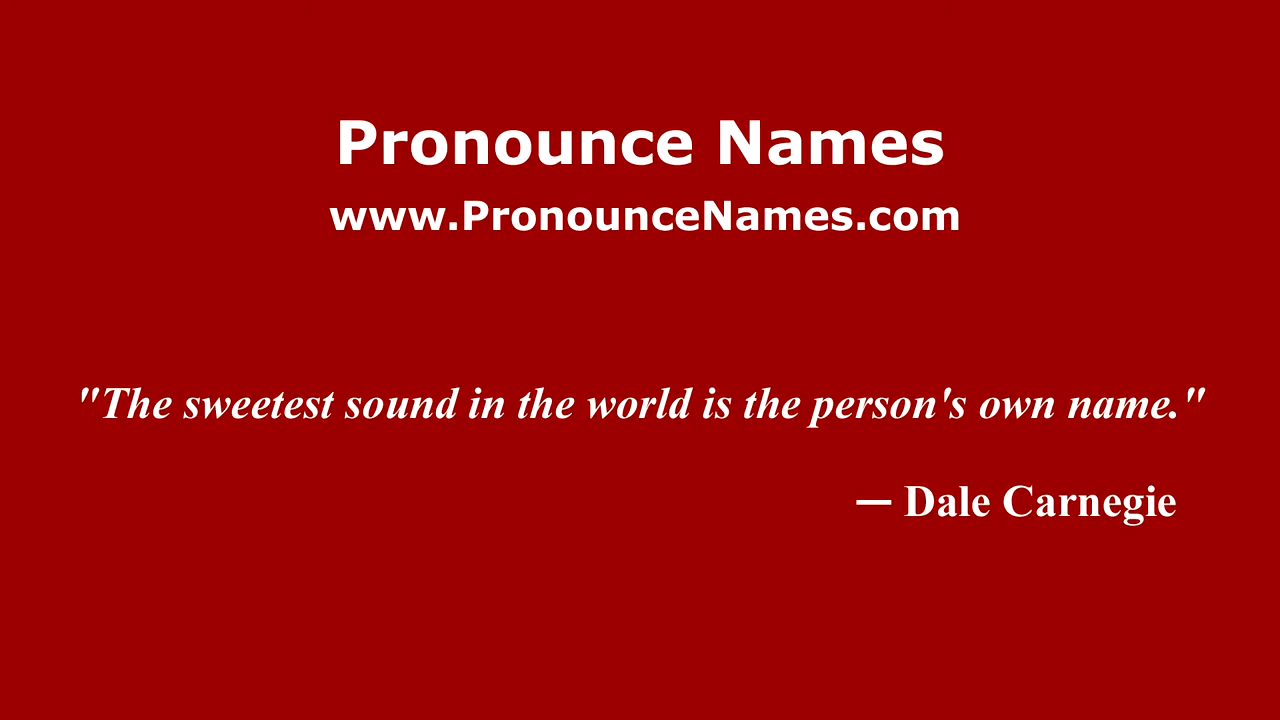 Pronounce Names
www.PronounceNames.com
"The sweetest sound in the world is the person's own name."
— Dale Carnegie